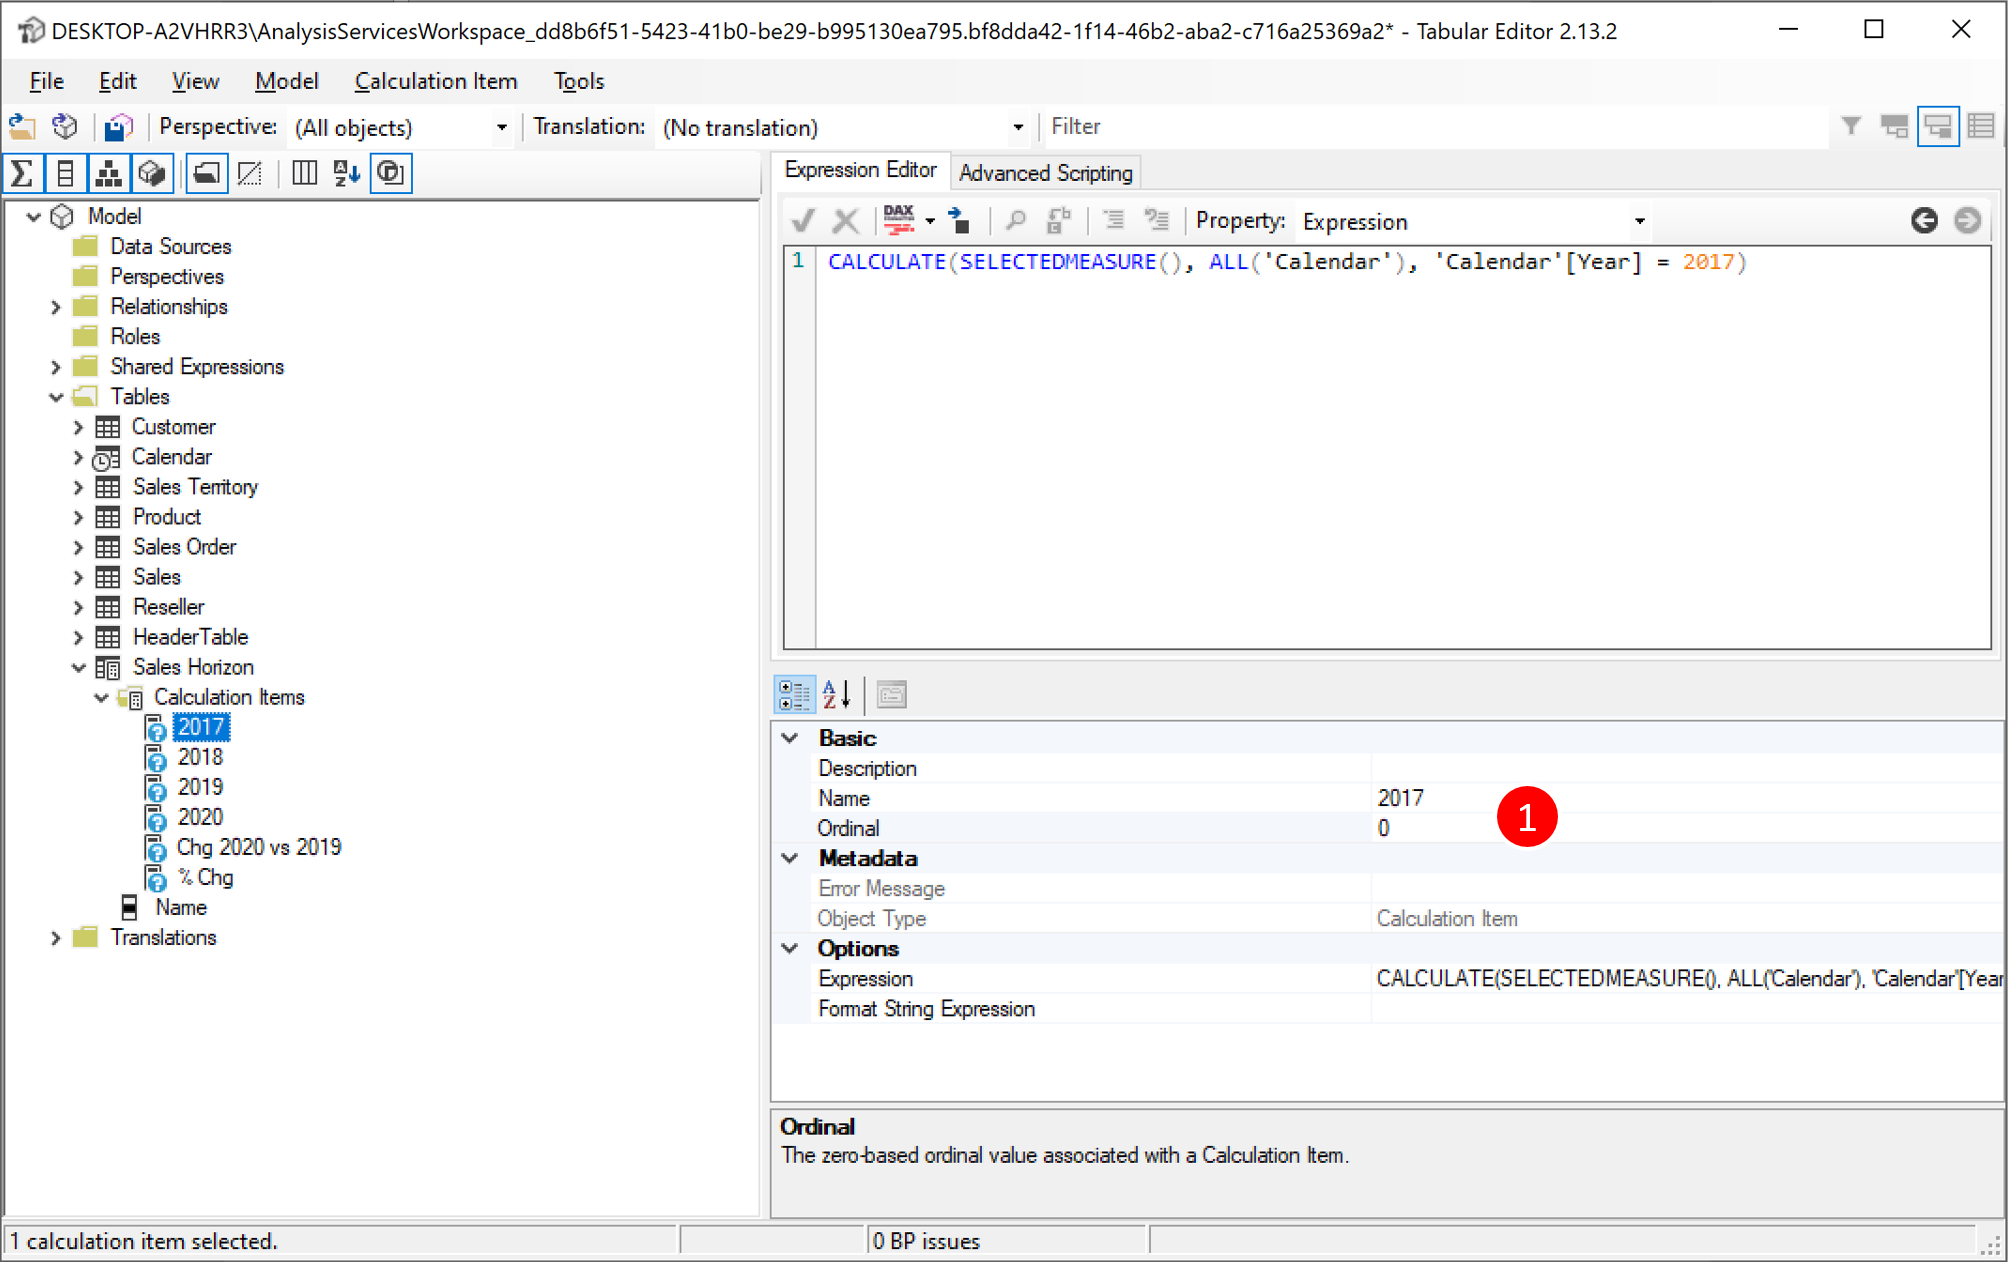 DESKTOP-A2VHRR3\AnalysisServicesWorkspace_dd8b6f51-5423-41b0-be29-b995130ea795.bf8dda42-1f14-46b2-aba2-c716a25369a2* - Tabular Editor 2.13.2
File Edit View Model Calculation Item Tools
Perspective: (All objects) Translation: (No translation) Filter
Model
Data Sources
Perspectives
Relationships
Roles
Shared Expressions
Tables
Customer
Calendar
Sales Territory
Product
Sales Order
Sales
Reseller
HeaderTable
Sales Horizon
Calculation Items
2017
2018
2019
2020
Chg 2020 vs 2019
% Chg
Name
Translations
Expression Editor Advanced Scripting
DAX Property: Expression
1 CALCULATE(SELECTEDMEASURE(), ALL('Calendar'), 'Calendar'[Year] = 2017)
Basic
Description
Name 2017
Ordinal 0
1
Metadata
Error Message
Object Type Calculation Item
Options
Expression CALCULATE(SELECTEDMEASURE(), ALL('Calendar'), 'Calendar'[Year
Format String Expression
Ordinal
The zero-based ordinal value associated with a Calculation Item.
1 calculation item selected. 0 BP issues